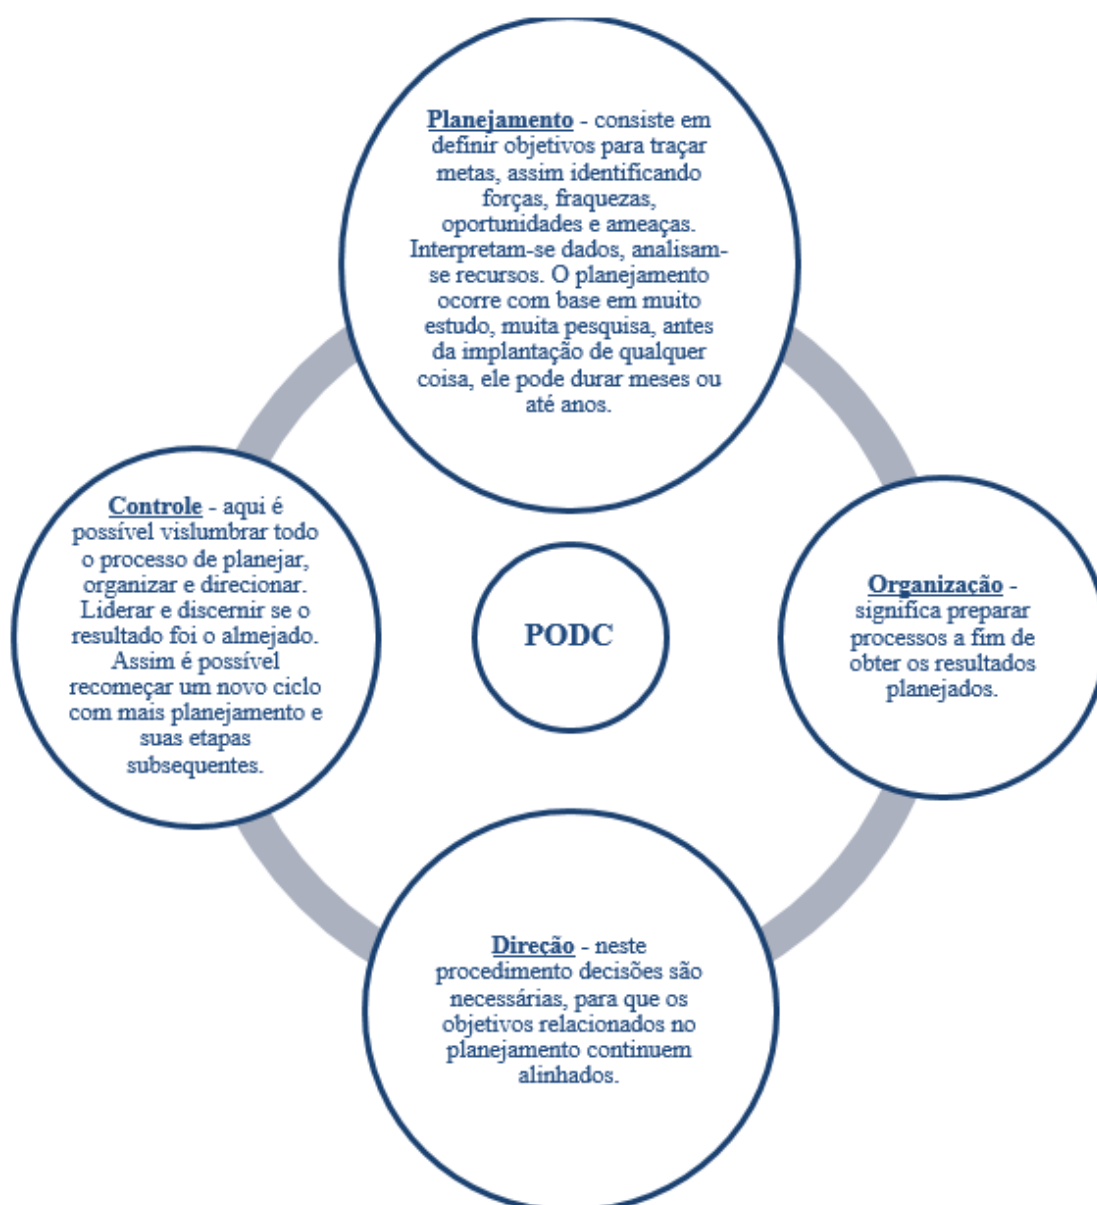 Planejamento - consiste em
definir objetivos para traçar
metas, assim identificando
forças, fraquezas,
oportunidades e ameaças.
Interpretam-se dados, analisam-
se recursos. O planejamento
ocorre com base em muito
estudo, muita pesquisa, antes
da implantação de qualquer
coisa, ele pode durar meses ou
até anos.
Organização -
significa preparar
processos a fim de
obter os resultados
planejados.
Direção - neste
procedimento decisões são
necessárias, para que os
objetivos relacionados no
planejamento continuem
alinhados.
Controle - aqui é
possível vislumbrar todo
o processo de planejar,
organizar e direcionar.
Liderar e discernir se o
resultado foi o almejado.
Assim é possível
recomeçar um novo ciclo
com mais planejamento e
suas etapas
subsequentes.
PODC